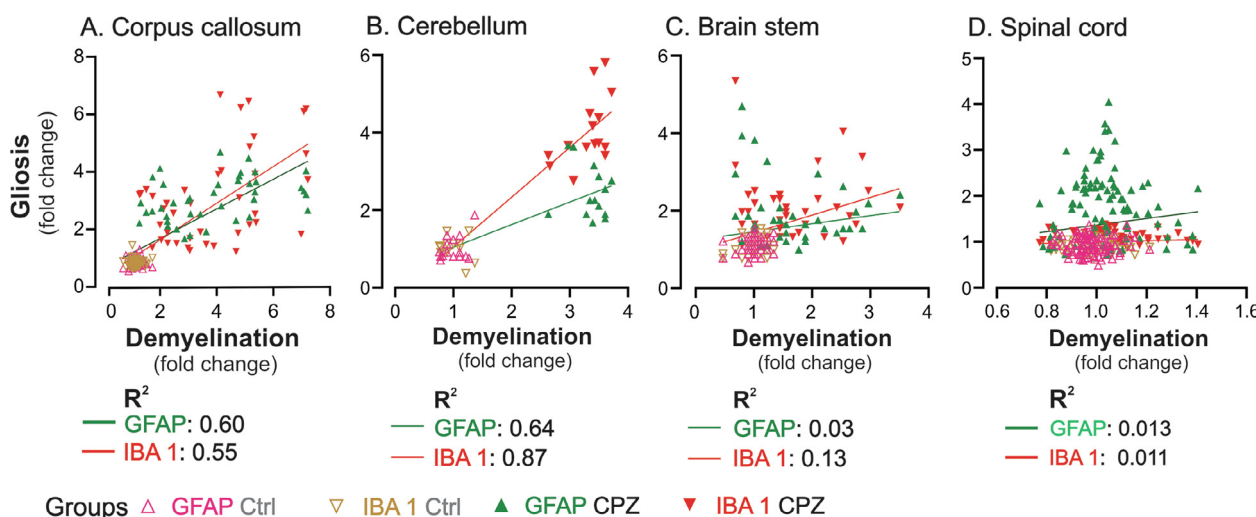 A. Corpus callosum
B. Cerebellum
C. Brain stem
D. Spinal cord
Gliosis
(fold change)
8
6
4
2
0
0
2
4
6
8
Demyelination
(fold change)
6
4
2
0
0
1
2
3
4
Demyelination
(fold change)
6
4
2
0
0
1
2
3
4
Demyelination
(fold change)
5
4
3
2
1
0
0.6
0.8
1.0
1.2
1.4
1.6
Demyelination
(fold change)
R²
GFAP: 0.60
IBA 1: 0.55
R²
GFAP: 0.64
IBA 1: 0.87
R²
GFAP: 0.03
IBA 1: 0.13
R²
GFAP: 0.013
IBA 1: 0.011
Groups GFAP Ctrl IBA 1 Ctrl GFAP CPZ IBA 1 CPZ